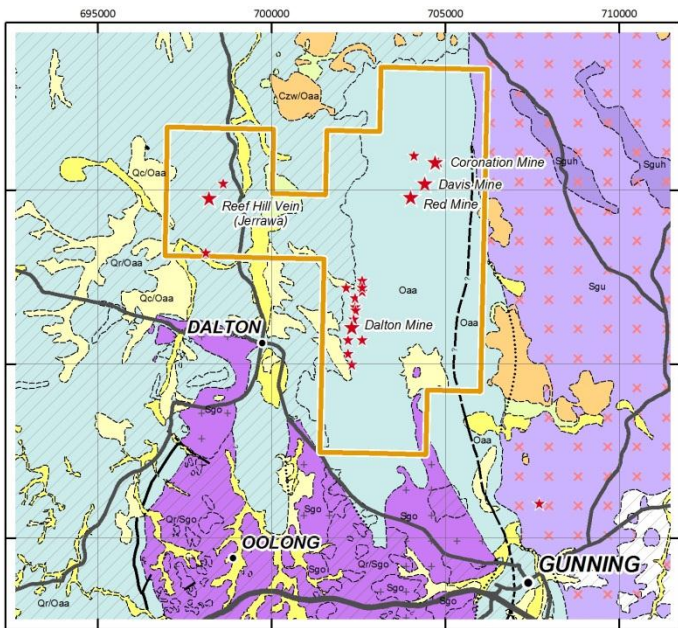 695000 700000 705000 710000
Czw/Oaa
Sguh
Coronation Mine
Qc/Oaa
Sguh
Davis Mine
Reef Hill Vein
(Jerrawa)
Red Mine
Qr/Oaa
Oaa
Sgu
Qc/Oaa
DALTON
Dalton Mine
Oaa
Sgo
Oaa
Sgo
Sgo
Qr/Sgo
OOLONG
Qr/Sgo
GUNNING
Sgo
Sgo
Qr/Oaa